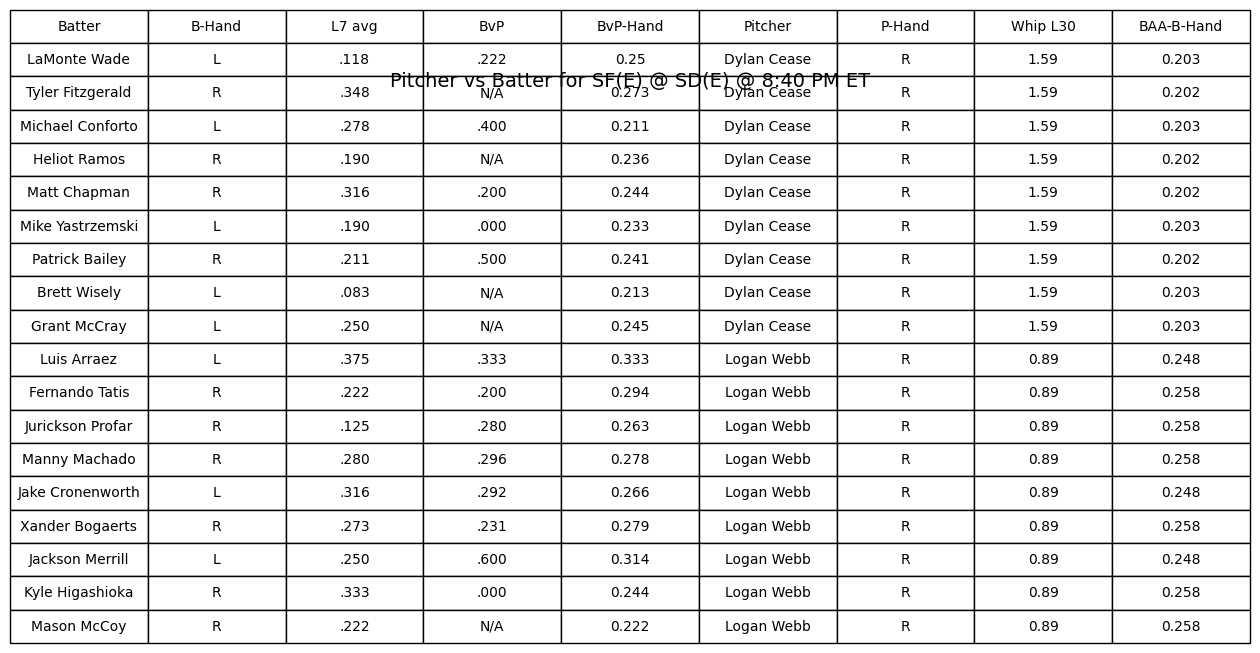 Batter B-Hand L7 avg BvP BvP-Hand Pitcher P-Hand Whip L30 BAA-B-Hand
LaMonte Wade L .118 .222 0.25 Dylan Cease R 1.59 0.203
Pitcher vs Batter for SF(E) @ SD(E) @ 8:40 PM ET
Tyler Fitzgerald R .348 N/A 0.273 Dylan Cease R 1.59 0.202
Michael Conforto L .278 .400 0.211 Dylan Cease R 1.59 0.203
Heliot Ramos R .190 N/A 0.236 Dylan Cease R 1.59 0.202
Matt Chapman R .316 .200 0.244 Dylan Cease R 1.59 0.202
Mike Yastrzemski L .190 .000 0.233 Dylan Cease R 1.59 0.203
Patrick Bailey R .211 .500 0.241 Dylan Cease R 1.59 0.202
Brett Wisely L .083 N/A 0.213 Dylan Cease R 1.59 0.203
Grant McCray L .250 N/A 0.245 Dylan Cease R 1.59 0.203
Luis Arraez L .375 .333 0.333 Logan Webb R 0.89 0.248
Fernando Tatis R .222 .200 0.294 Logan Webb R 0.89 0.258
Jurickson Profar R .125 .280 0.263 Logan Webb R 0.89 0.258
Manny Machado R .280 .296 0.278 Logan Webb R 0.89 0.258
Jake Cronenworth L .316 .292 0.266 Logan Webb R 0.89 0.248
Xander Bogaerts R .273 .231 0.279 Logan Webb R 0.89 0.258
Jackson Merrill L .250 .600 0.314 Logan Webb R 0.89 0.248
Kyle Higashioka R .333 .000 0.244 Logan Webb R 0.89 0.258
Mason McCoy R .222 N/A 0.222 Logan Webb R 0.89 0.258